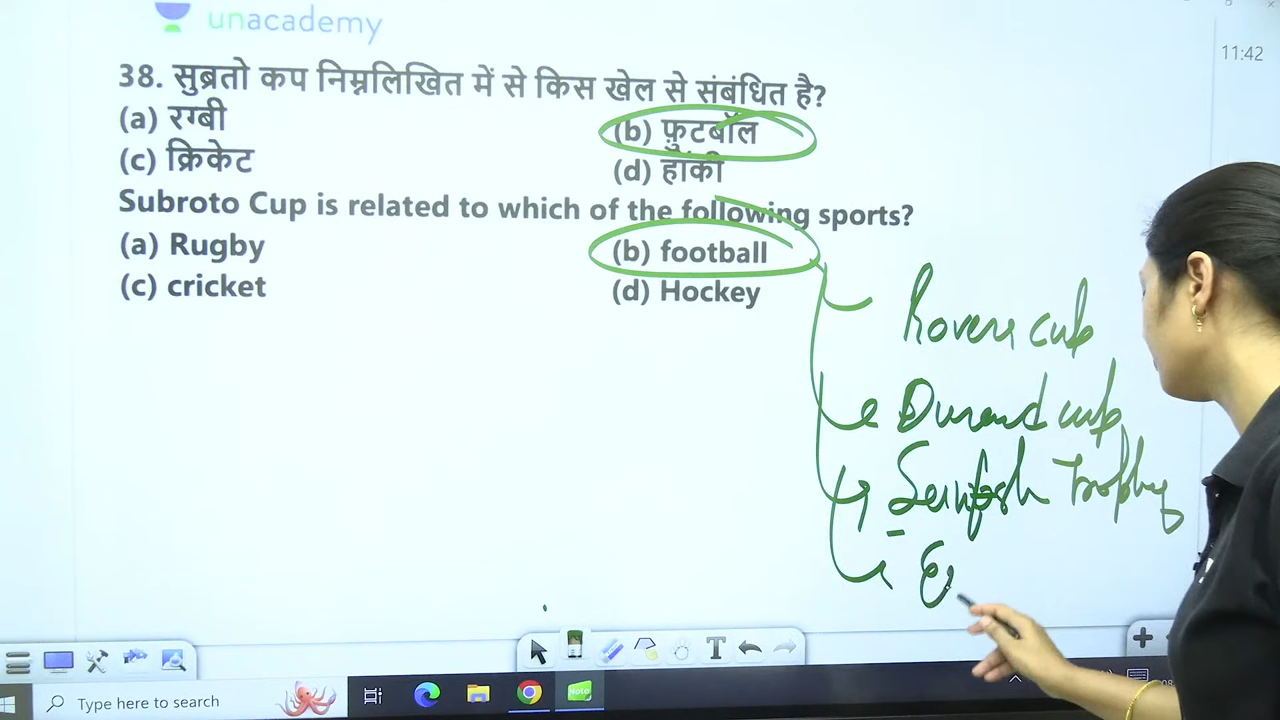 unacademy
11:42
38. सुब्रतो कप निम्नलिखित में से किस खेल से संबंधित है?
(a) रग्बी
(b) फ़ुटबॉल
(c) क्रिकेट
(d) हॉकी
Subroto Cup is related to which of the following sports?
(a) Rugby
(b) football
(c) cricket
(d) Hockey
Rovers cup
Durand cup
Trophy
T
Type here to search